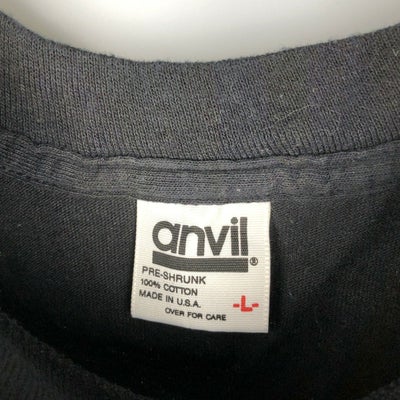 anvil®
PRE-SHRUNK
100% COTTON
MADE IN U.S.A.
-L-
OVER FOR CARE